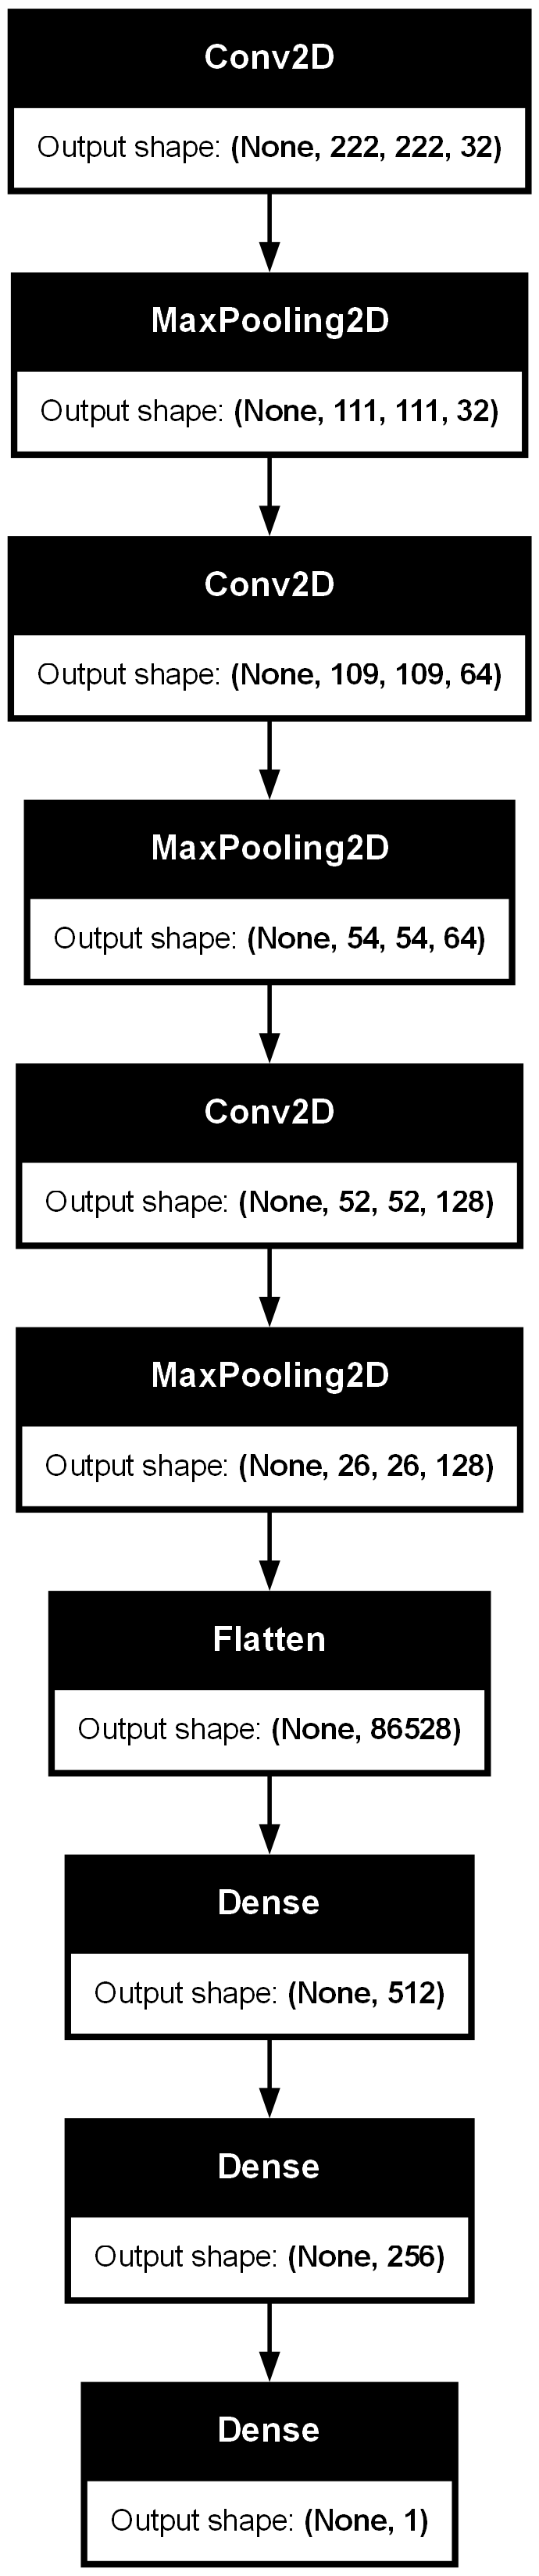 Conv2D
Output shape: (None, 222, 222, 32)
MaxPooling2D
Output shape: (None, 111, 111, 32)
Conv2D
Output shape: (None, 109, 109, 64)
MaxPooling2D
Output shape: (None, 54, 54, 64)
Conv2D
Output shape: (None, 52, 52, 128)
MaxPooling2D
Output shape: (None, 26, 26, 128)
Flatten
Output shape: (None, 86528)
Dense
Output shape: (None, 512)
Dense
Output shape: (None, 256)
Dense
Output shape: (None, 1)